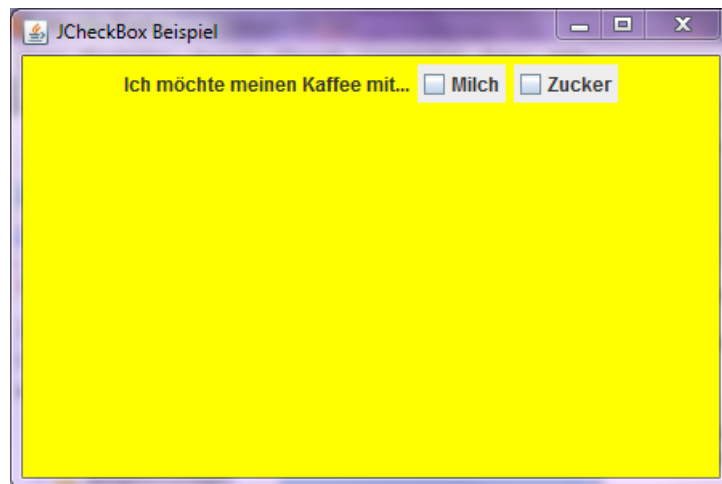 JCheckBox Beispiel
Ich möchte meinen Kaffee mit... Milch Zucker